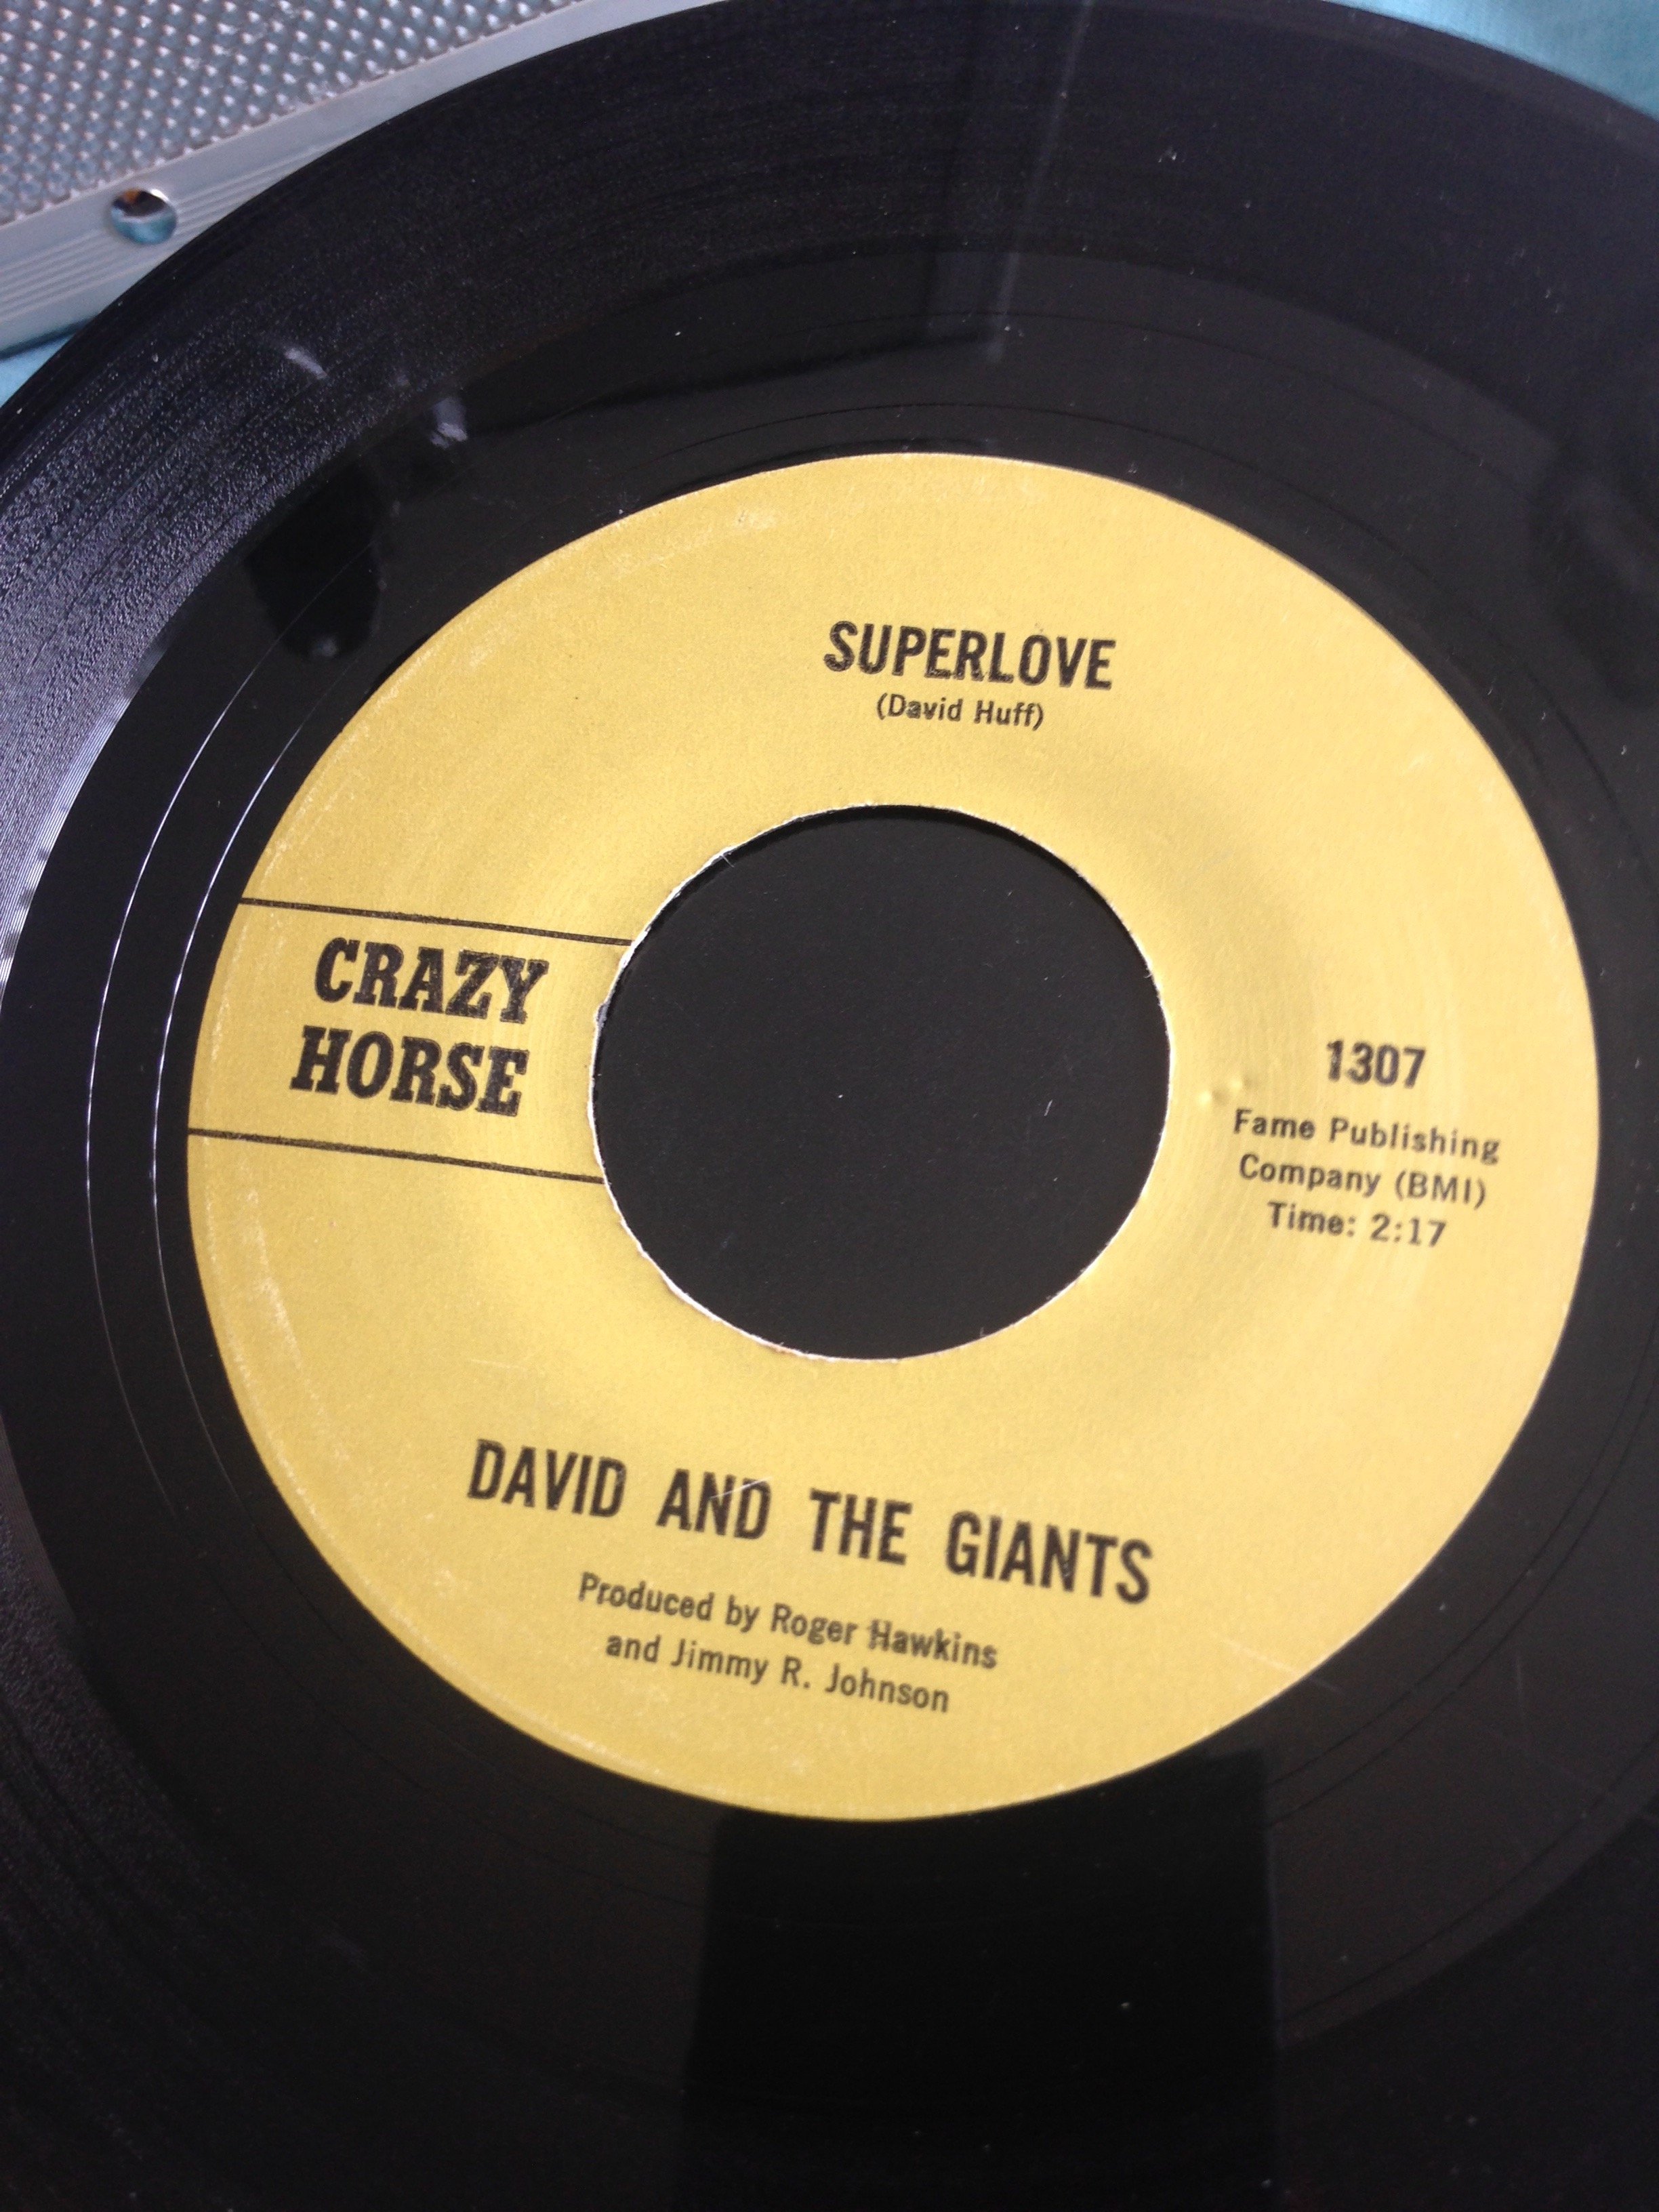 SUPERLOVE
(David Huff)
CRAZY
HORSE
1307
Fame Publishing
Company (BMI)
Time: 2:17
DAVID AND THE GIANTS
Produced by Roger Hawkins
and Jimmy R. Johnson